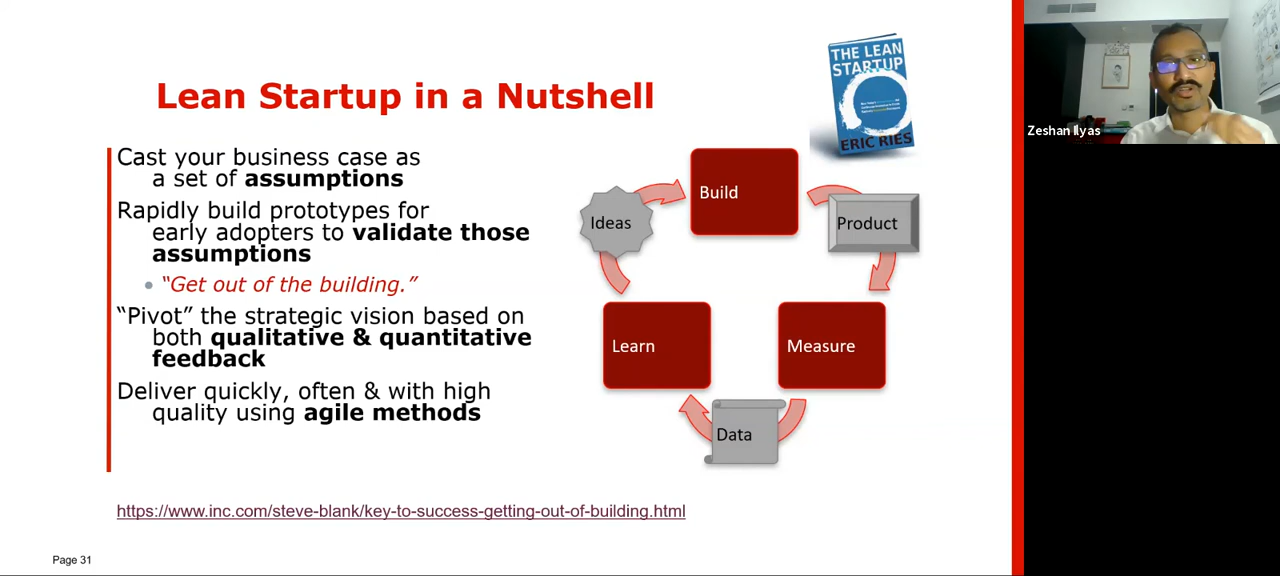 Lean Startup in a Nutshell
THE LEAN
STARTUP
ERIC RIES
Zeshan Ilyas
Cast your business case as
a set of assumptions
Rapidly build prototypes for
early adopters to validate those
assumptions
• “Get out of the building.”
“Pivot” the strategic vision based on
both qualitative & quantitative
feedback
Deliver quickly, often & with high
quality using agile methods
Build
Ideas
Product
Learn
Measure
Data
https://www.inc.com/steve-blank/key-to-success-getting-out-of-building.html
Page 31